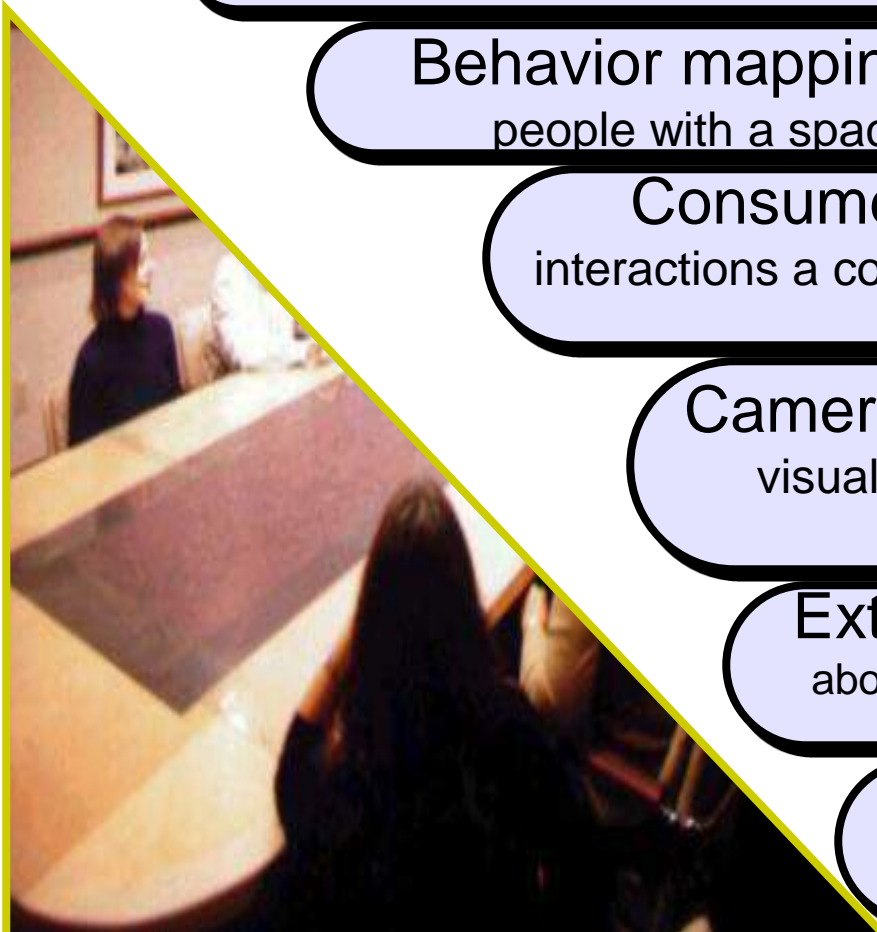 Behavior mappin
people with a spac
Consume
interactions a co
Camer
visual
Ext
abo